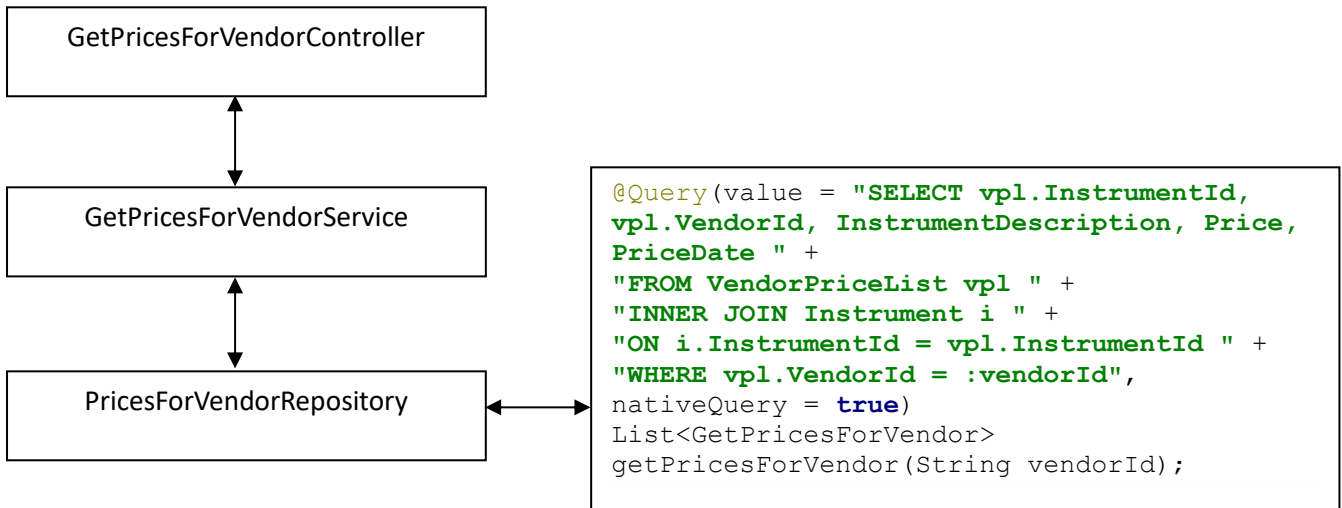 GetPricesForVendorController
GetPricesForVendorService
PricesForVendorRepository
@Query(value = "SELECT vpl.InstrumentId,
vpl.VendorId, InstrumentDescription, Price,
PriceDate " +
"FROM VendorPriceList vpl " +
"INNER JOIN Instrument i " +
"ON i.InstrumentId = vpl.InstrumentId " +
"WHERE vpl.VendorId = :vendorId",
nativeQuery = true)
List<GetPricesForVendor>
getPricesForVendor(String vendorId);